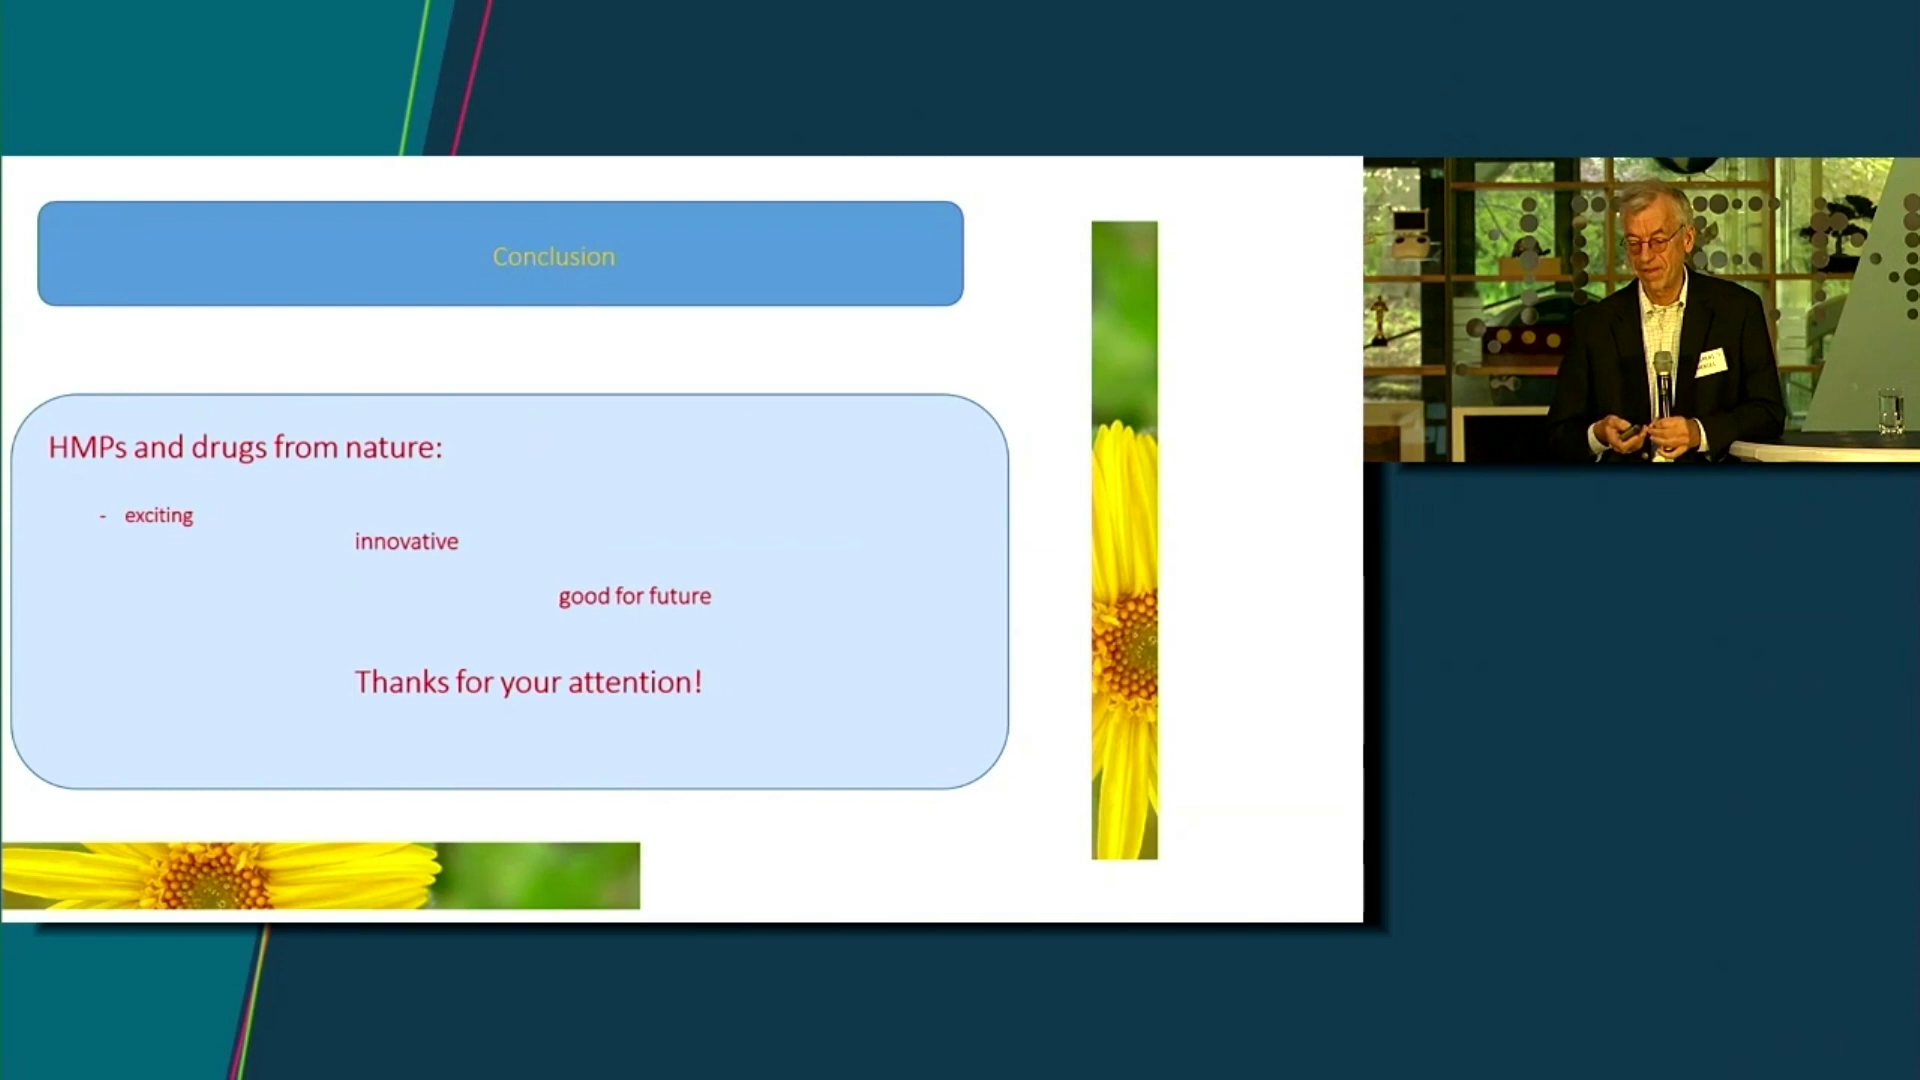 Conclusion
HMPs and drugs from nature:
- exciting
innovative
good for future
Thanks for your attention!